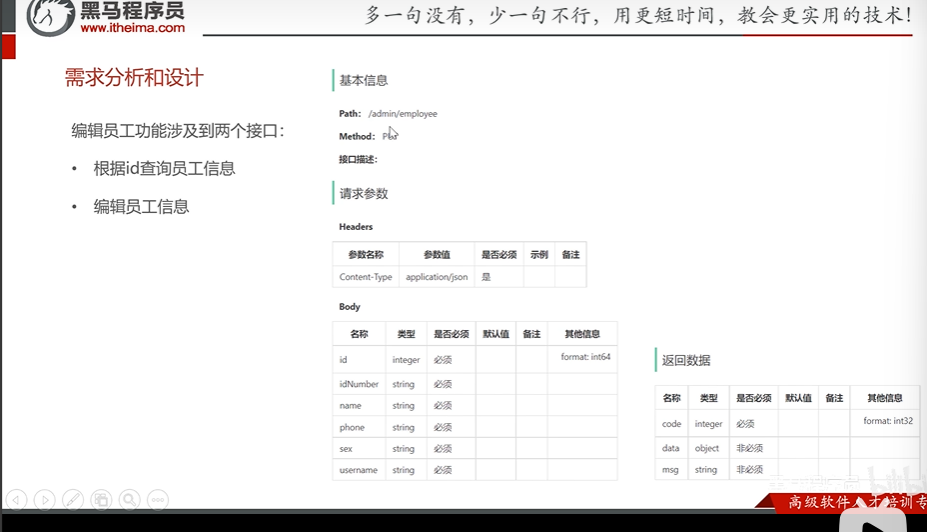 黑马程序员
www.itheima.com
多一句没有，少一句不行，用更短时间，教会更实用的技术！
需求分析和设计
编辑员工功能涉及到两个接口：
• 根据id查询员工信息
• 编辑员工信息
基本信息
Path: /admin/employee
Method:
接口描述：
请求参数
Headers
参数名称 参数值 是否必须 示例 备注
Content-Type application/json 是
Body
名称 类型 是否必须 默认值 备注 其他信息
id integer 必须 format: int64
idNumber string 必须
name string 必须
phone string 必须
sex string 必须
username string 必须
返回数据
名称 类型 是否必须 默认值 备注 其他信息
code integer 必须 format: int32
data object 非必须
msg string 非必须
高级软件人才培训专